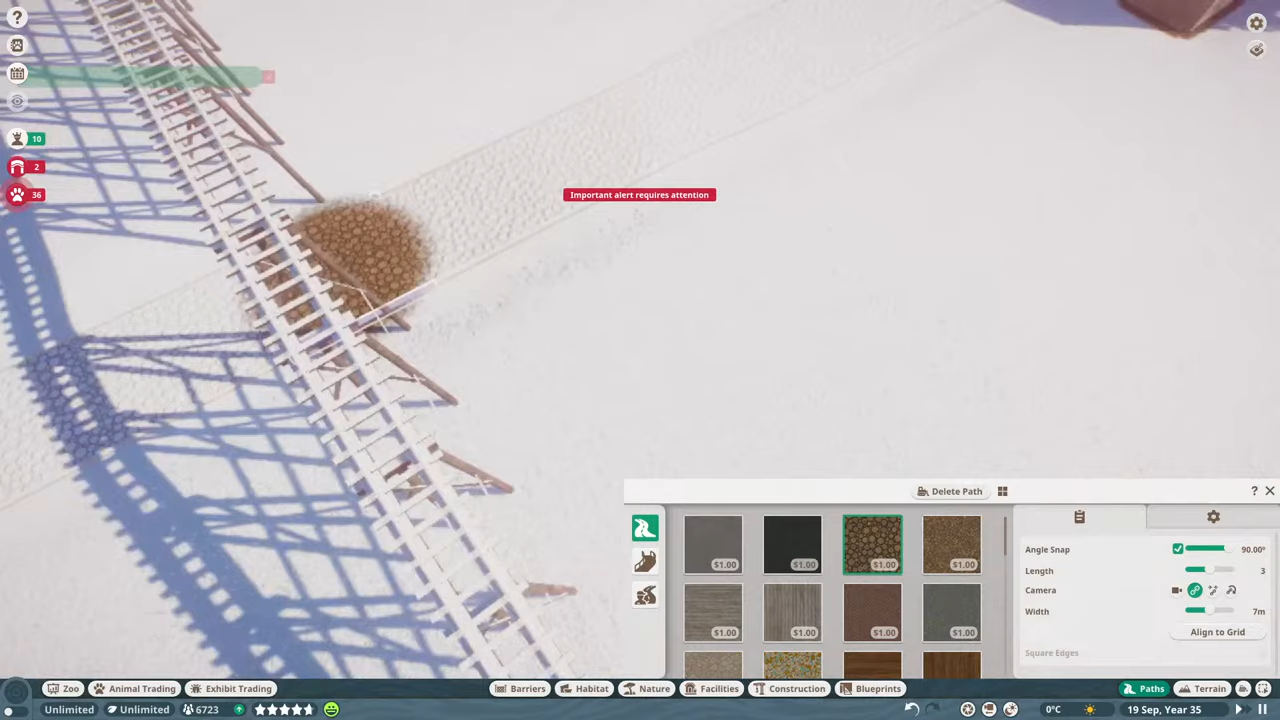 10
2
Important alert requires attention
36
Delete Path
?
$1.00 $1.00 $1.00 $1.00
Angle Snap 90.00°
Length 3
Camera
$1.00 $1.00 $1.00 $1.00
Width 7m
Align to Grid
Square Edges
Zoo Animal Trading Exhibit Trading Barriers Habitat Nature Facilities Construction Blueprints Paths Terrain
Unlimited Unlimited 6723 0°C 19 Sep, Year 35